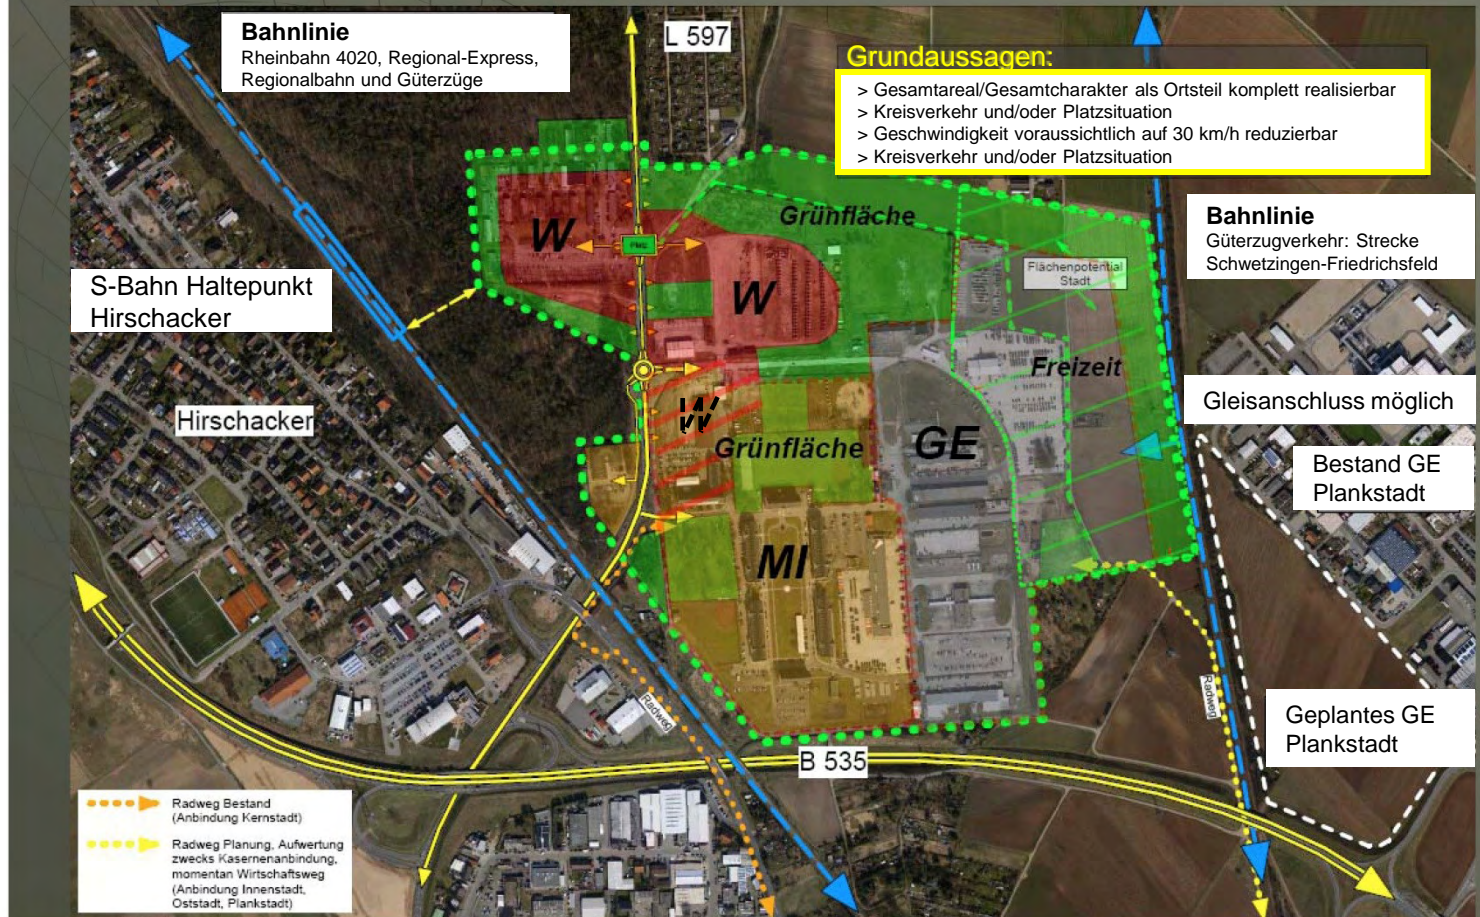 Bahnlinie
Rheinbahn 4020, Regional-Express,
Regionalbahn und Güterzüge
L 597
Grundaussagen:
> Gesamtareal/Gesamtcharakter als Ortsteil komplett realisierbar
> Kreisverkehr und/oder Platzsituation
> Geschwindigkeit voraussichtlich auf 30 km/h reduzierbar
> Kreisverkehr und/oder Platzsituation
Bahnlinie
Güterzugverkehr: Strecke
Schwetzingen-Friedrichsfeld
S-Bahn Haltepunkt
Hirschacker
W
Grünfläche
Flächenpotential
Stadt
W
Freizeit
Gleisanschluss möglich
Hirschacker
W
Grünfläche
GE
Bestand GE
Plankstadt
MI
Radweg
Radweg
Geplantes GE
Plankstadt
B 535
Radweg Bestand
(Anbindung Kernstadt)
Radweg Planung, Aufwertung
zwecks Kasernenanbindung,
momentan Wirtschaftsweg
(Anbindung Innenstadt,
Oststadt, Plankstadt)